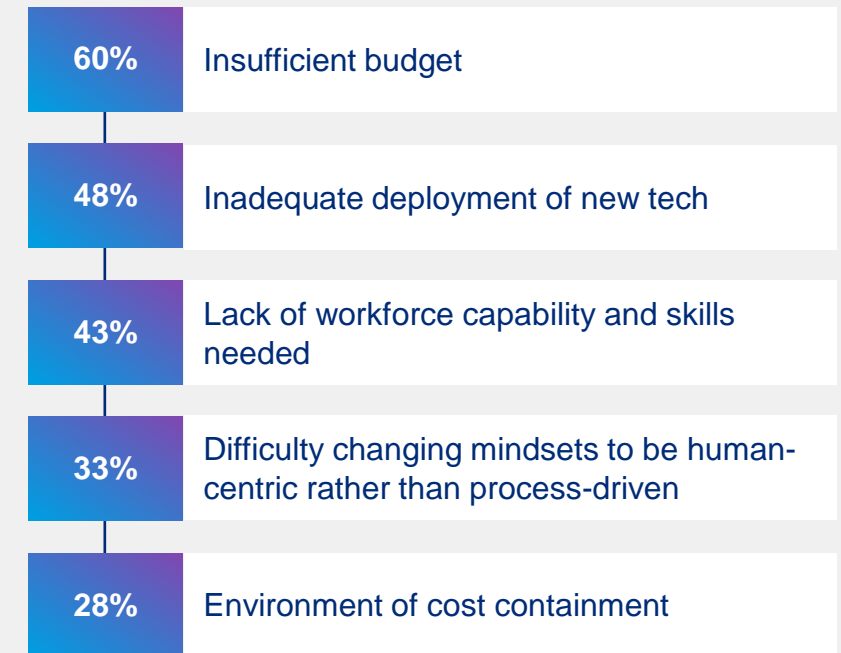 60%
Insufficient budget
48%
Inadequate deployment of new tech
43%
Lack of workforce capability and skills
needed
33%
Difficulty changing mindsets to be human-
centric rather than process-driven
28%
Environment of cost containment